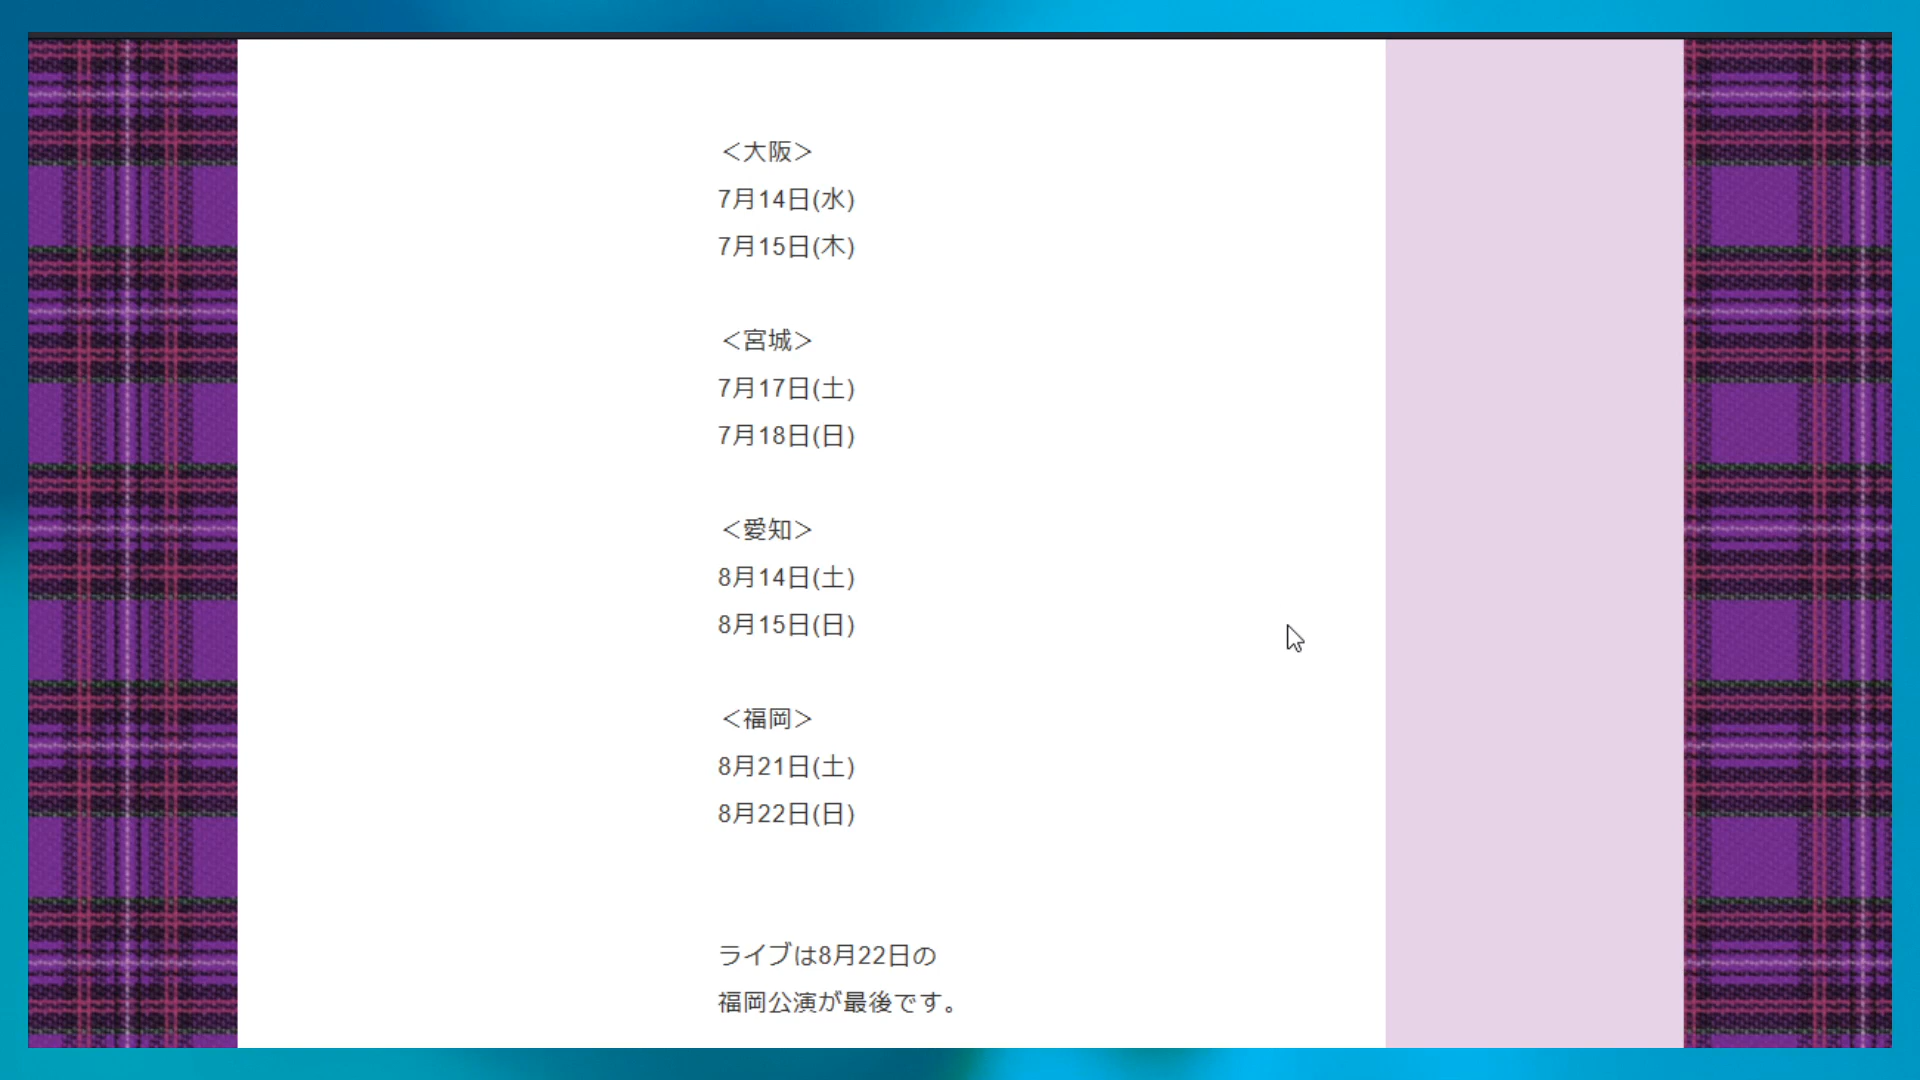 ＜大阪＞
7月14日(水)
7月15日(木)
＜宮城＞
7月17日(土)
7月18日(日)
＜愛知＞
8月14日(土)
8月15日(日)
＜福岡＞
8月21日(土)
8月22日(日)
ライブは8月22日の
福岡公演が最後です。